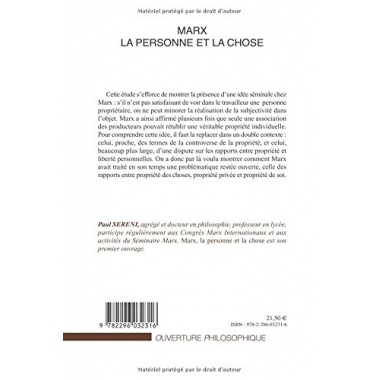 Matériel protégé par le droit d'auteur
MARX
LA PERSONNE ET LA CHOSE
Cette étude s'efforce de montrer la présence d'une idée séminale chez
Marx : s'il n'est pas satisfaisant de voir dans le travailleur une personne
propriétaire, on ne peut minorer la réalisation de la subjectivité dans
l'objet. Marx a ainsi affirmé plusieurs fois que seule une association
des producteurs pouvait rétablir une véritable propriété individuelle.
Pour comprendre cette idée, il faut la replacer dans un double contexte :
celui, proche, des termes de la controverse de la propriété, et celui,
beaucoup plus large, d'une dispute sur les rapports entre propriété et
liberté personnelles. On a donc par là voulu montrer comment Marx
avait traité en son temps une problématique restée ouverte, celle des
rapports entre propriété des choses, propriété privée et propriété de soi.
Paul SERENI, agrégé et docteur en philosophie, professeur en lycée,
participe régulièrement aux Congrès Marx Internationaux et aux
activités du Séminaire Marx. Marx, la personne et la chose est son
premier ouvrage.
9 782296 032316
21,50 €
ISBN : 978-2-296-03231-6
OUVERTURE PHILOSOPHIQUE
Matériel protégé par le droit d'auteur